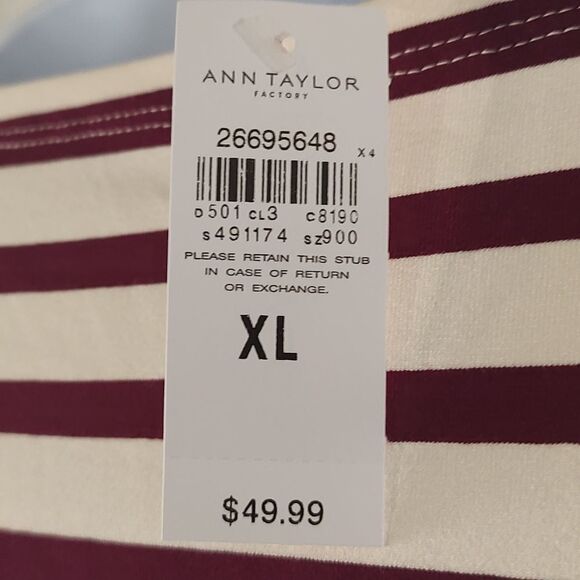 ANN TAYLOR
FACTORY
26695648 X4
D501 CL3 C8190
S491174 SZ900
PLEASE RETAIN THIS STUB
IN CASE OF RETURN
OR EXCHANGE.
XL
$49.99